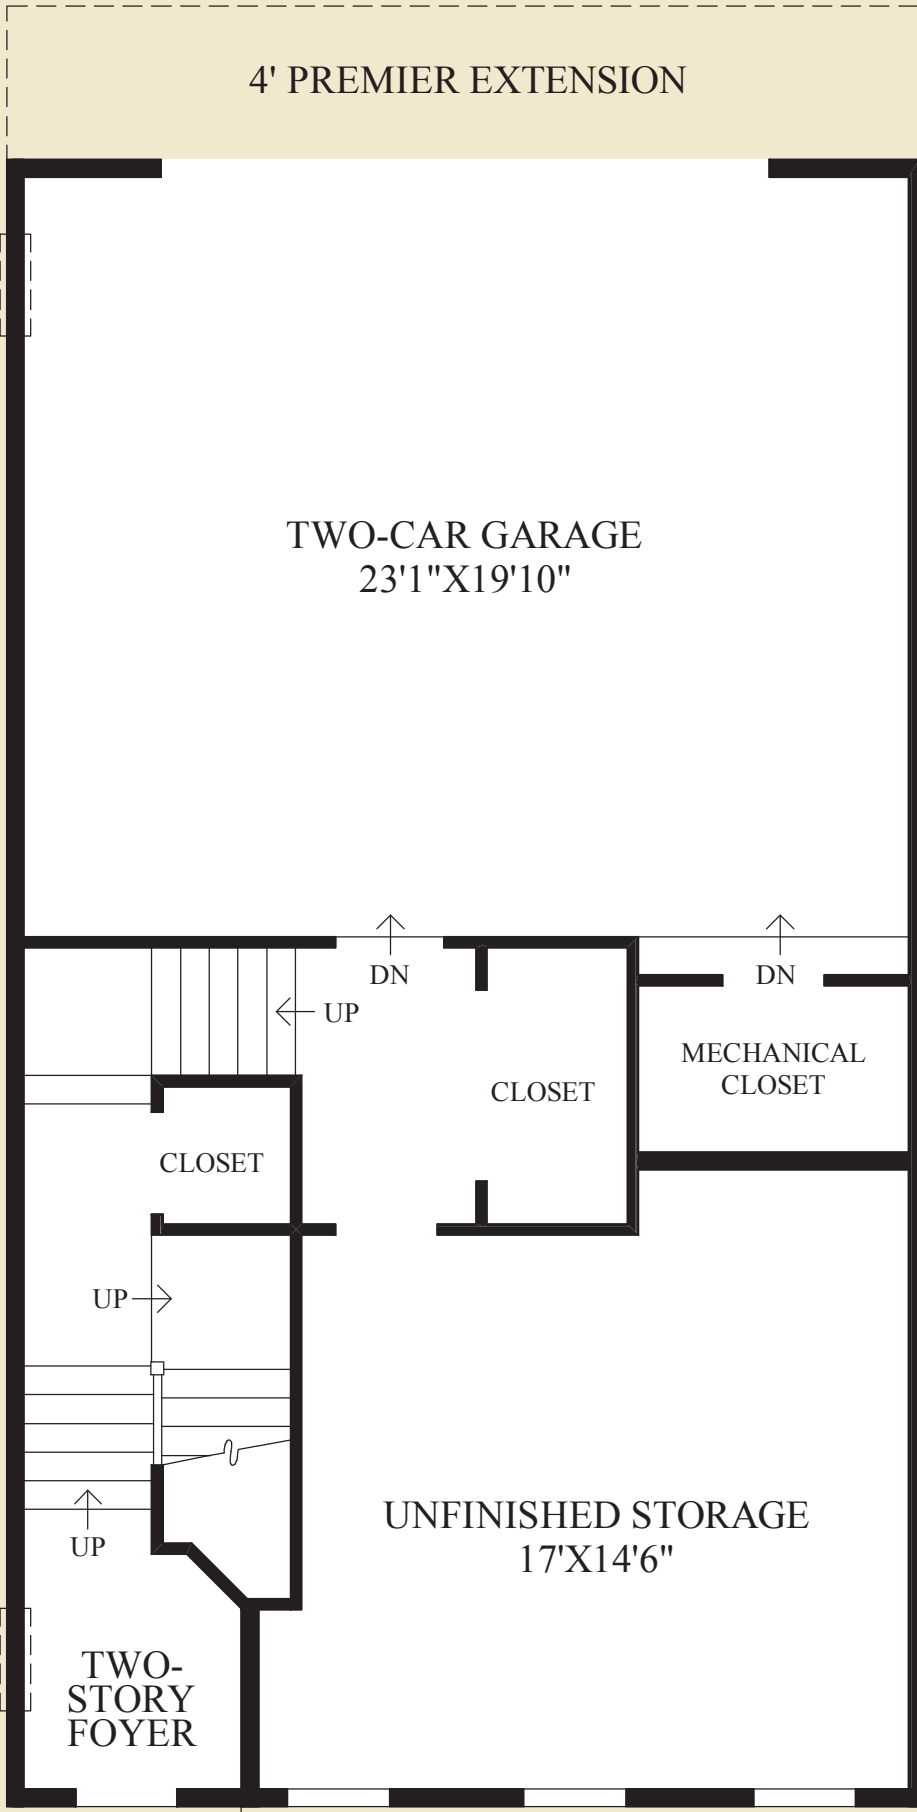 4' PREMIER EXTENSION
TWO-CAR GARAGE
23'1"X19'10"
DN
DN
UP
MECHANICAL
CLOSET
CLOSET
CLOSET
UP
UNFINISHED STORAGE
17'X14'6"
UP
TWO-
STORY
FOYER